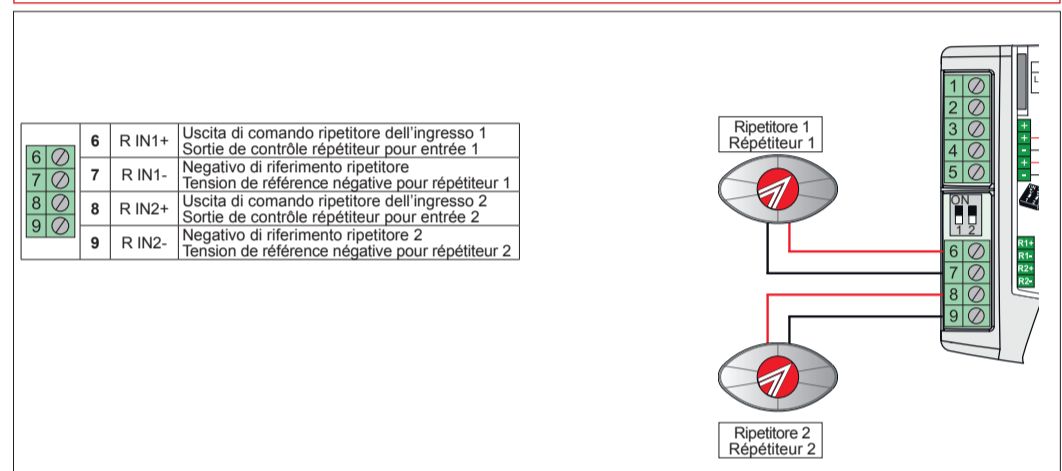 6
7
8
9
6 R IN1+ Uscita di comando ripetitore dell'ingresso 1
Sortie de contrôle répétiteur pour entrée 1
7 R IN1- Negativo di riferimento ripetitore
Tension de référence négative pour répétiteur 1
8 R IN2+ Uscita di comando ripetitore dell'ingresso 2
Sortie de contrôle répétiteur pour entrée 2
9 R IN2- Negativo di riferimento ripetitore 2
Tension de référence négative pour répétiteur 2
Ripetitore 1
Répétiteur 1
Ripetitore 2
Répétiteur 2
1
2
3
4
5
ON
1 2
6
7
8
9
+
+
-
+
-
R1+
R1-
R2+
R2-